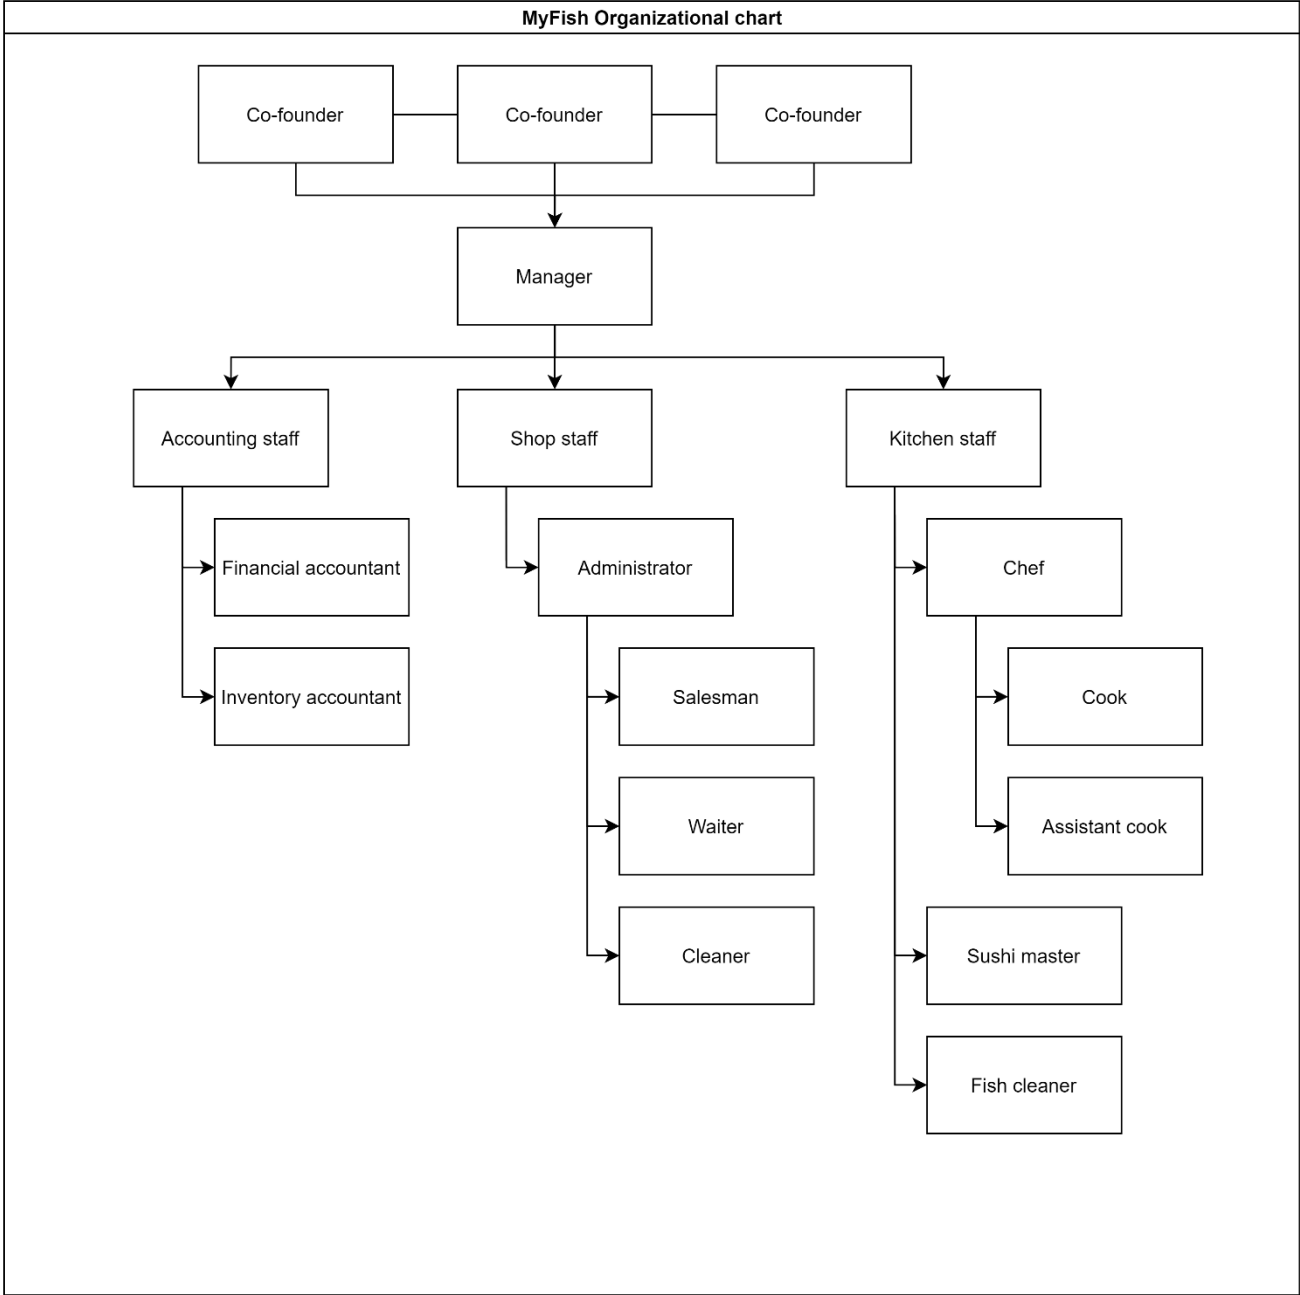 MyFish Organizational chart
Co-founder
Co-founder
Co-founder
Manager
Accounting staff
Shop staff
Kitchen staff
Financial accountant
Administrator
Chef
Inventory accountant
Salesman
Cook
Waiter
Assistant cook
Cleaner
Sushi master
Fish cleaner